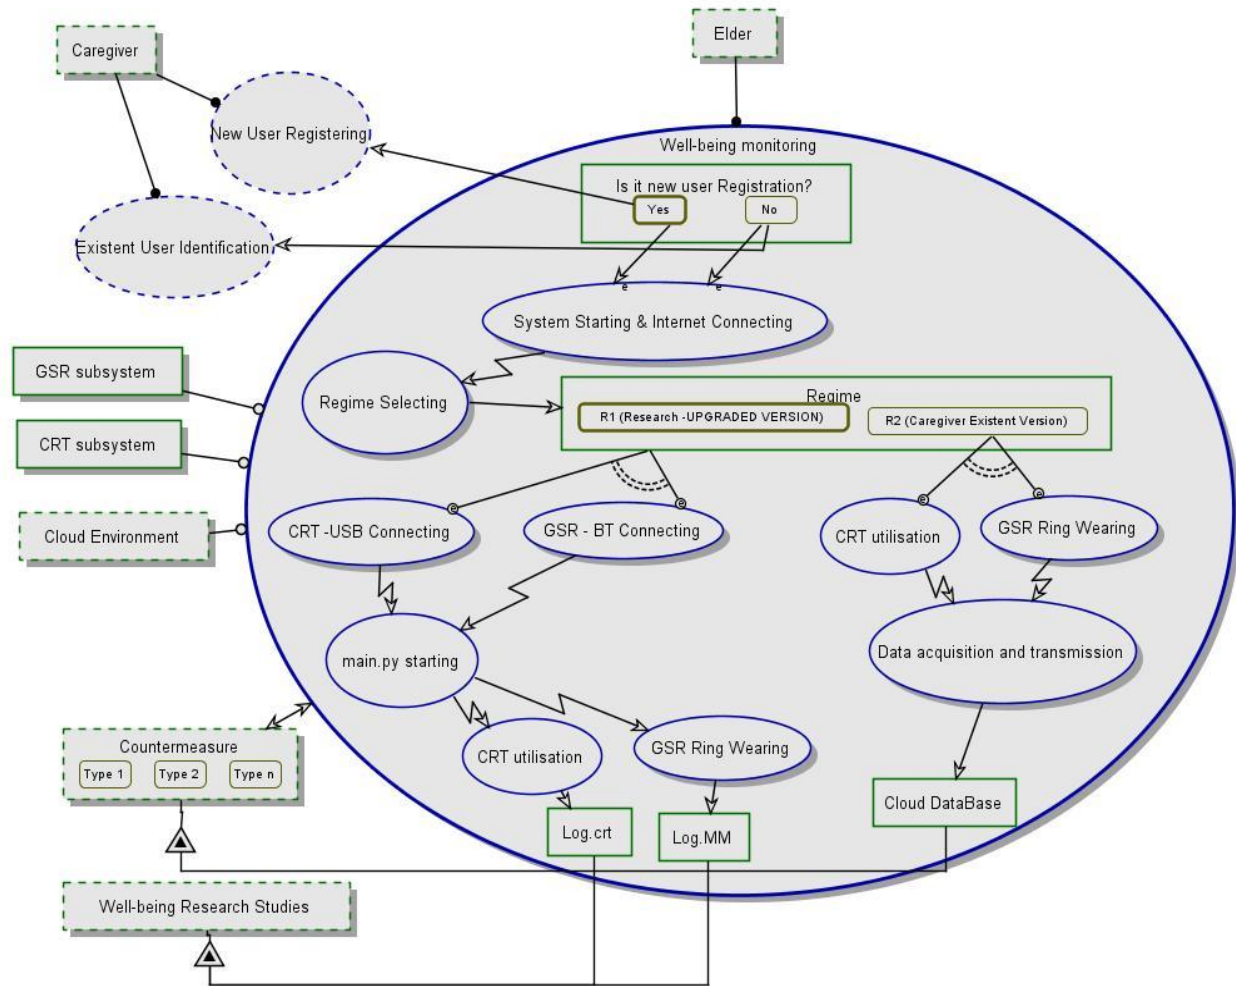 Caregiver
Elder
New User Registering
Well-being monitoring
Is it new user Registration?
Yes
No
Existent User Identification
e
e
System Starting & Internet Connecting
GSR subsystem
Regime Selecting
Regime
R1 (Research -UPGRADED VERSION)
R2 (Caregiver Existent Version)
CRT subsystem
e
e
e
e
Cloud Environment
CRT -USB Connecting
GSR - BT Connecting
CRT utilisation
GSR Ring Wearing
main.py starting
Data acquisition and transmission
Countermeasure
Type 1
Type 2
Type n
CRT utilisation
GSR Ring Wearing
Cloud DataBase
Log.crt
Log.MM
Well-being Research Studies